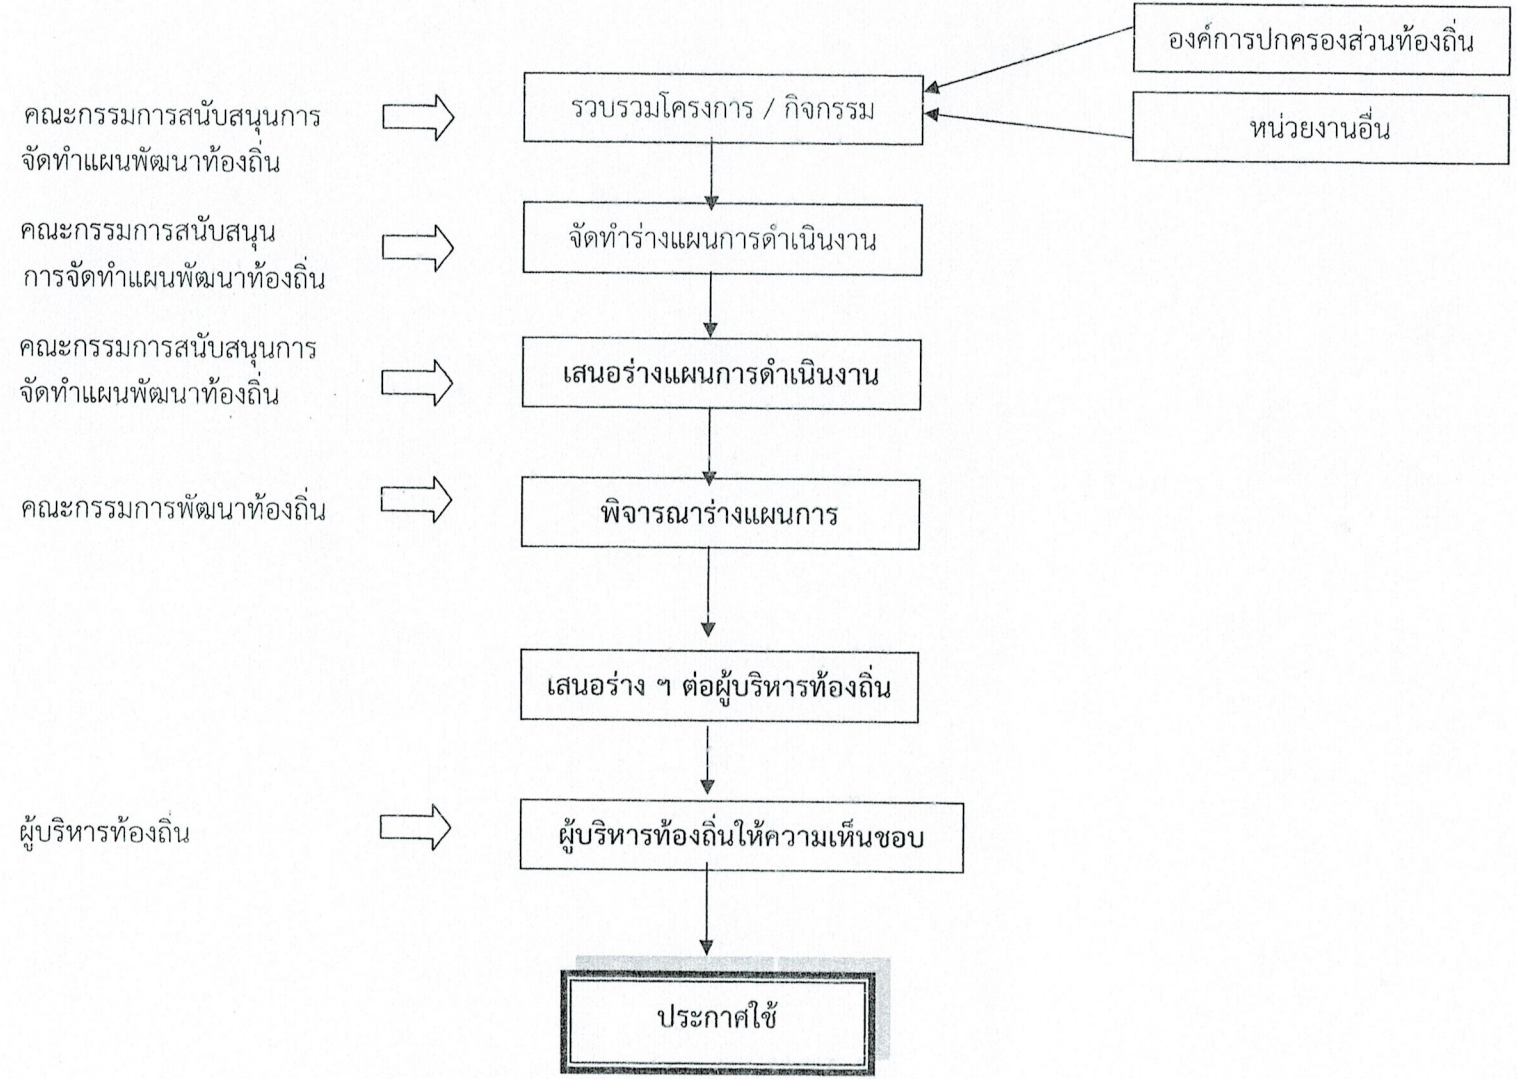 องค์การปกครองส่วนท้องถิ่น
รวบรวมโครงการ / กิจกรรม
หน่วยงานอื่น
คณะกรรมการสนับสนุนการ
จัดทำแผนพัฒนาท้องถิ่น
คณะกรรมการสนับสนุน
การจัดทำแผนพัฒนาท้องถิ่น
จัดทำร่างแผนการดำเนินงาน
คณะกรรมการสนับสนุนการ
จัดทำแผนพัฒนาท้องถิ่น
เสนอร่างแผนการดำเนินงาน
คณะกรรมการพัฒนาท้องถิ่น
พิจารณาร่างแผนการ
เสนอร่าง ฯ ต่อผู้บริหารท้องถิ่น
ผู้บริหารท้องถิ่น
ผู้บริหารท้องถิ่นให้ความเห็นชอบ
ประกาศใช้